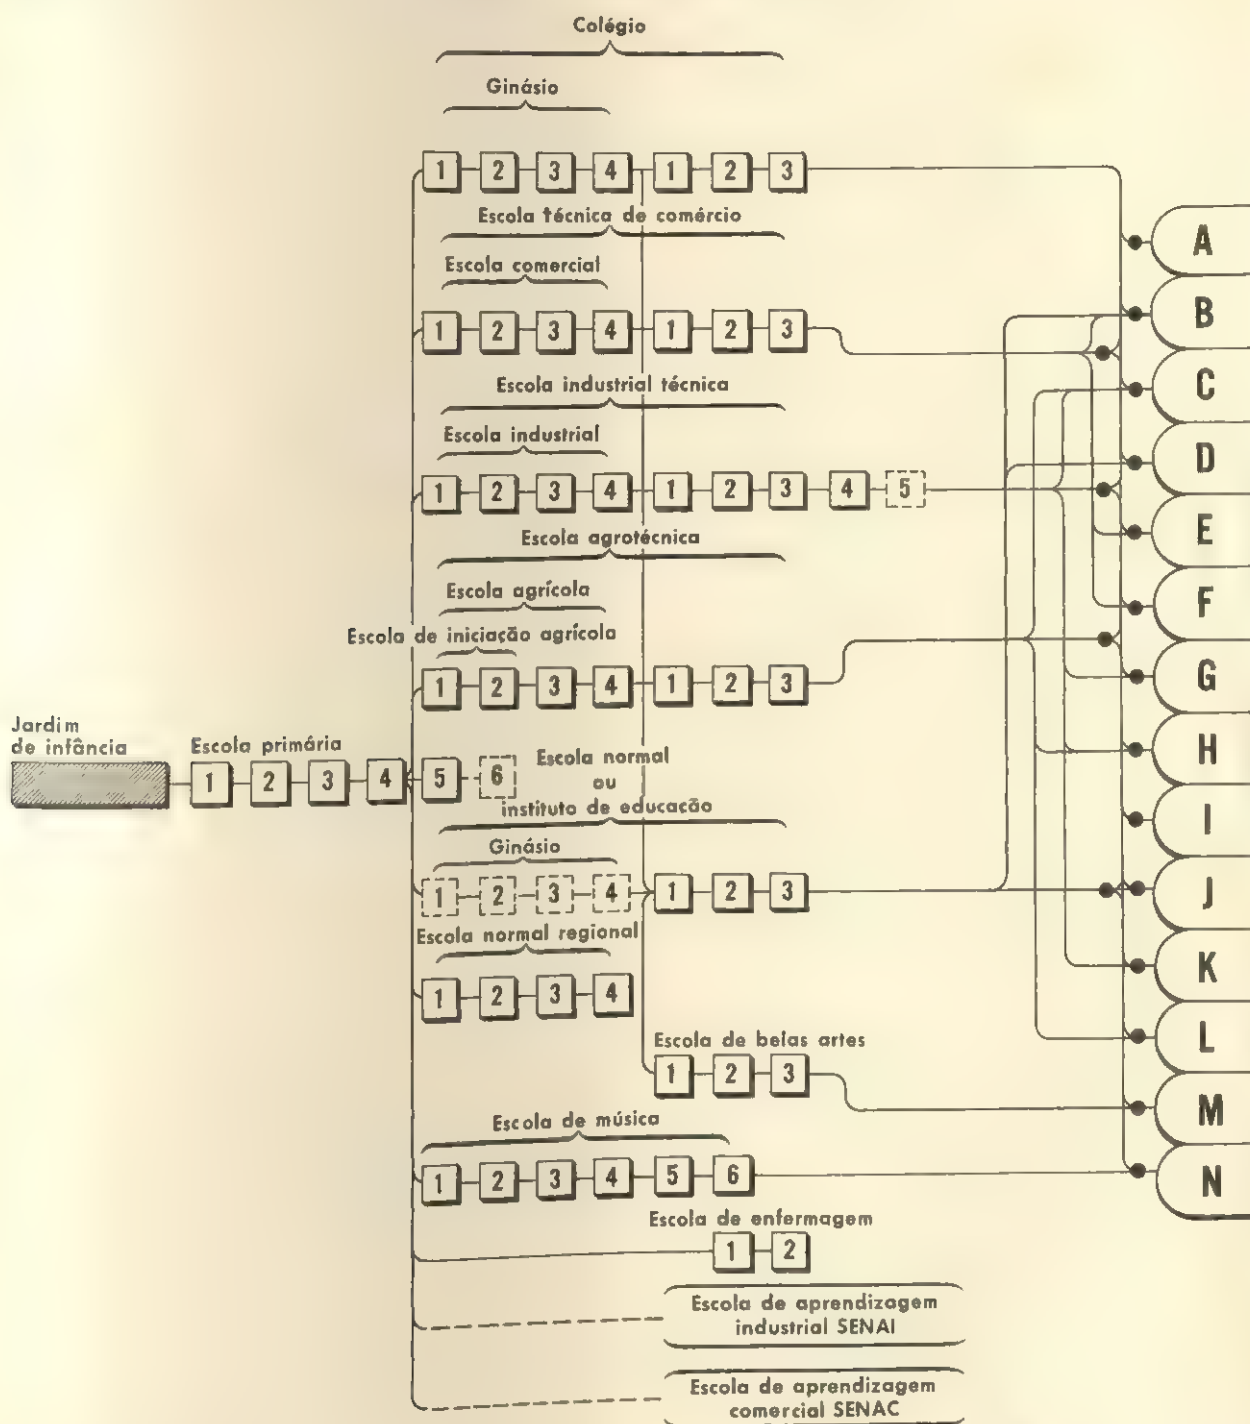 Colégio
Ginásio
1 2 3 4 1 2 3
Escola técnica de comércio
Escola comercial
1 2 3 4 1 2 3
Escola industrial técnica
Escola industrial
1 2 3 4 1 2 3 4 5
Escola agrotécnica
Escola agrícola
Escola de iniciação agrícola
1 2 3 4 1 2 3
Jardim
de infância
Escola primária
1 2 3 4 5 6
Escola normal
ou
instituto de educação
Ginásio
1 2 3 4 1 2 3
Escola normal regional
1 2 3 4
Escola de belas artes
1 2 3
Escola de música
1 2 3 4 5 6
Escola de enfermagem
1 2
Escola de aprendizagem
industrial SENAI
Escola de aprendizagem
comercial SENAC
A
B
C
D
E
F
G
H
I
J
K
L
M
N